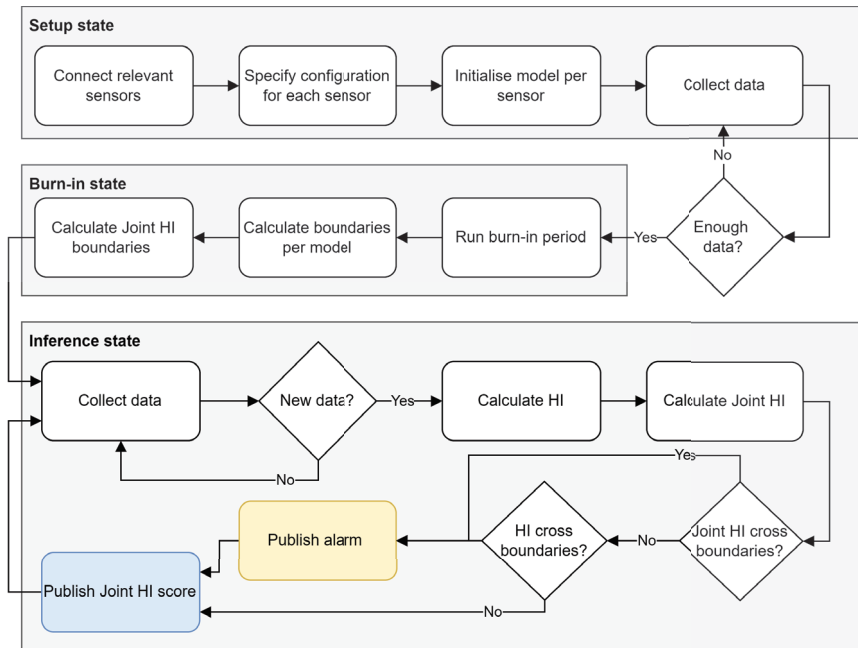 Setup state
Connect relevant
sensors
Specify configuration
for each sensor
Initialise model per
sensor
Collect data
No
Burn-in state
Calculate Joint HI
boundaries
Calculate boundaries
per model
Run burn-in period
Yes
Enough
data?
Inference state
Collect data
New data?
Yes
Calculate HI
Calculate Joint HI
No
Yes
Publish alarm
HI cross
boundaries?
No
Joint HI cross
boundaries?
Publish Joint HI score
No